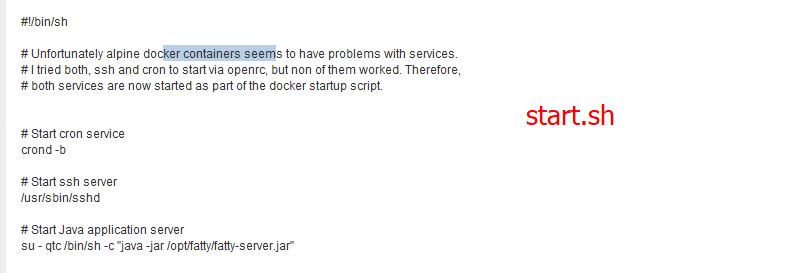 #!/bin/sh
# Unfortunately alpine docker containers seems to have problems with services.
# I tried both, ssh and cron to start via openrc, but non of them worked. Therefore,
# both services are now started as part of the docker startup script.
start.sh
# Start cron service
crond -b
# Start ssh server
/usr/sbin/sshd
# Start Java application server
su - qtc /bin/sh -c "java -jar /opt/fatty/fatty-server.jar"